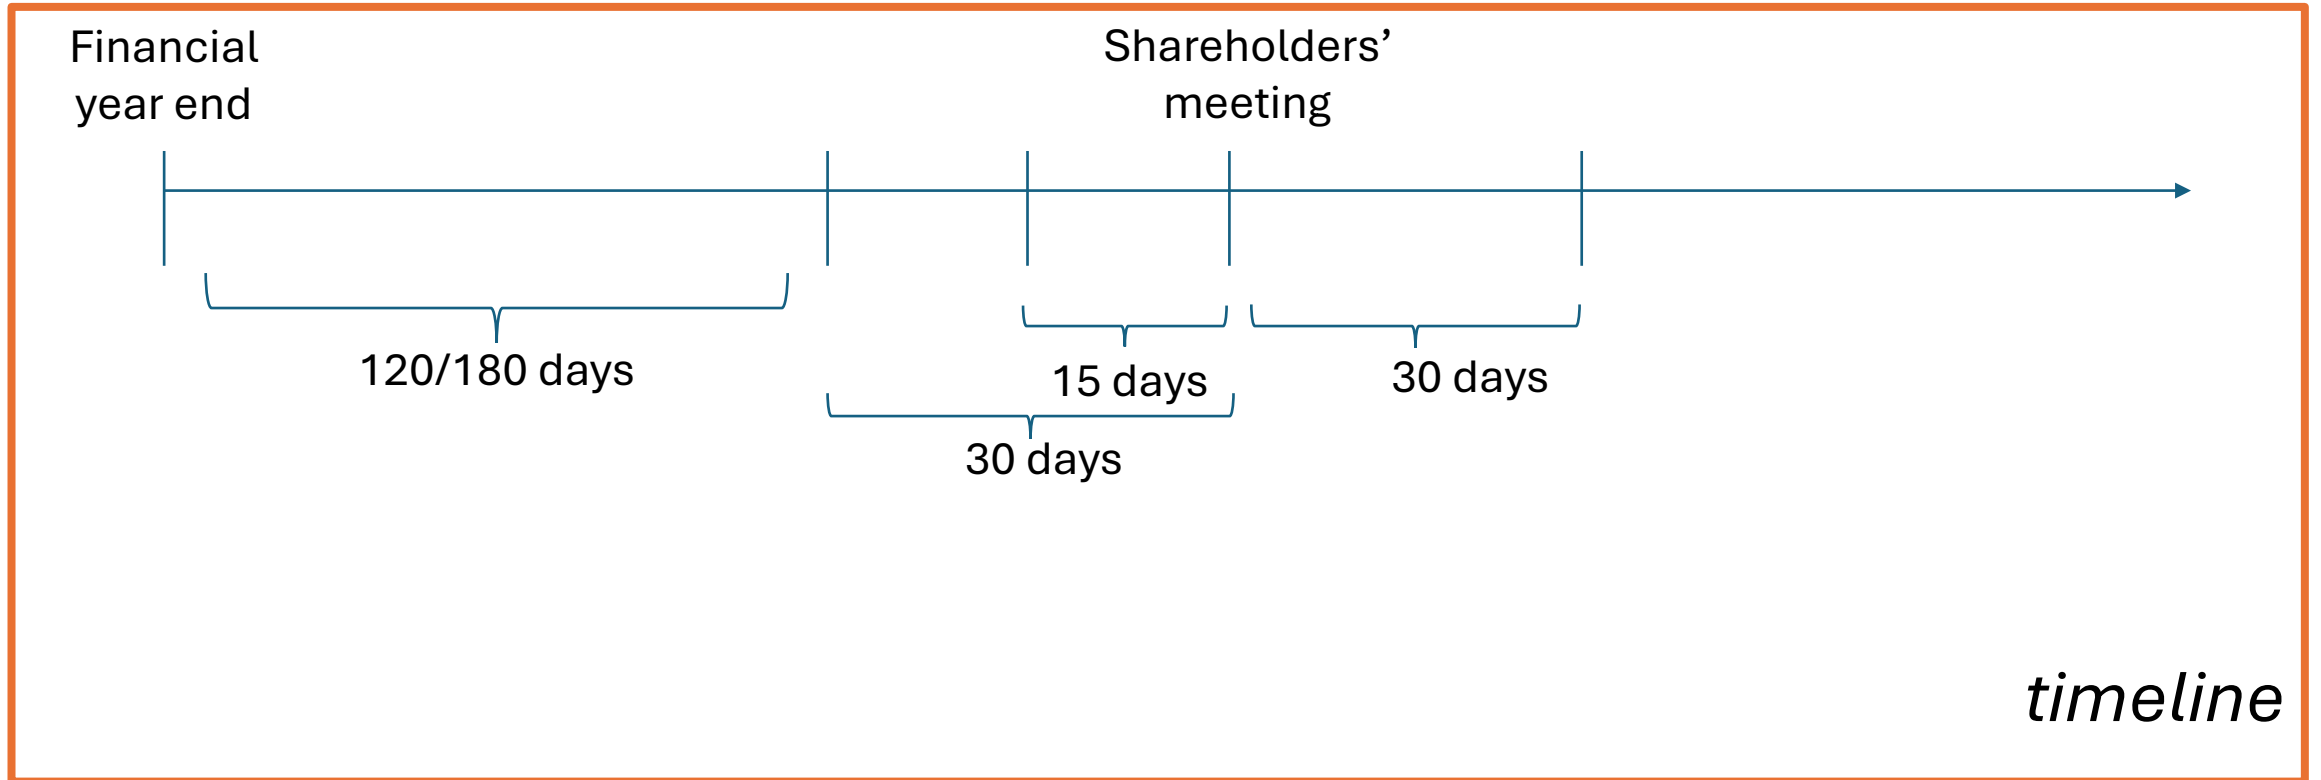 Financial
year end
Shareholders’
meeting
120/180 days
15 days
30 days
30 days
timeline